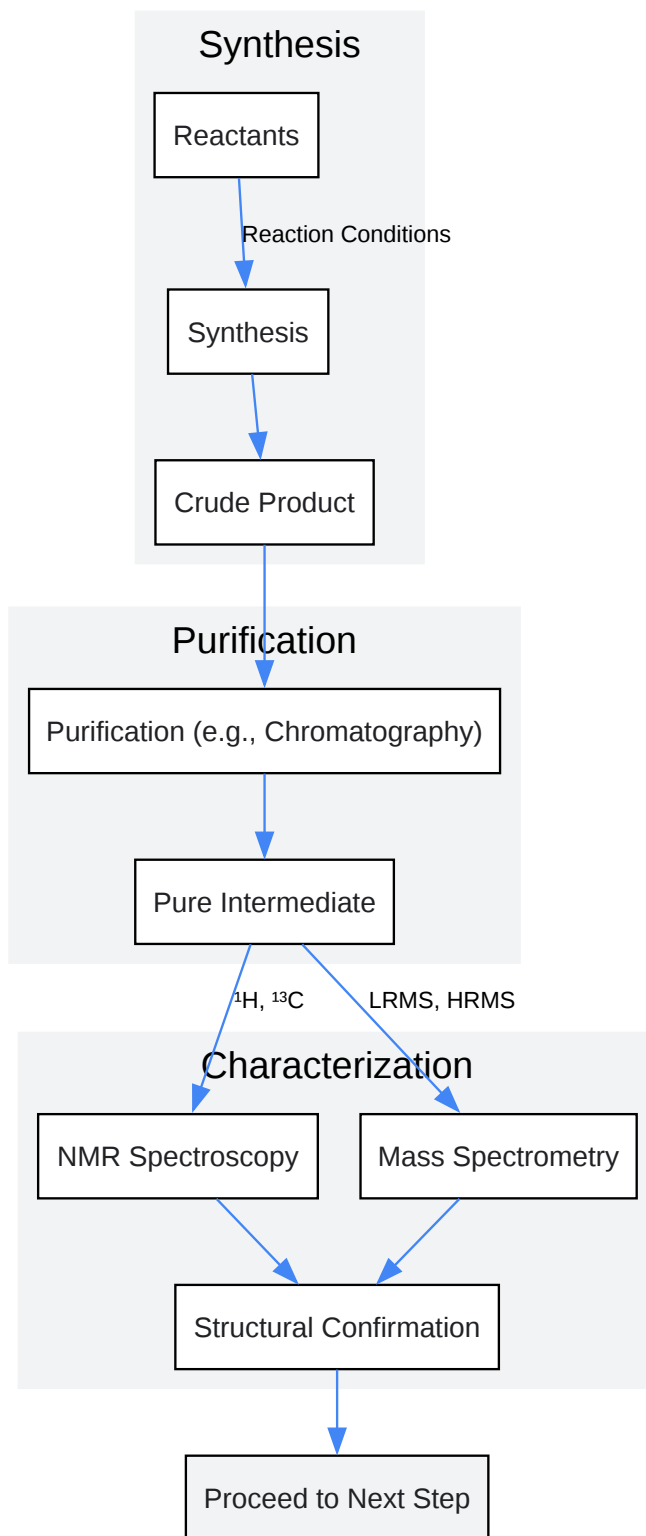 Synthesis
Reactants
Reaction Conditions
Synthesis
Crude Product
Purification
Purification (e.g., Chromatography)
Pure Intermediate
¹H, ¹³C
LRMS, HRMS
Characterization
NMR Spectroscopy
Mass Spectrometry
Structural Confirmation
Proceed to Next Step